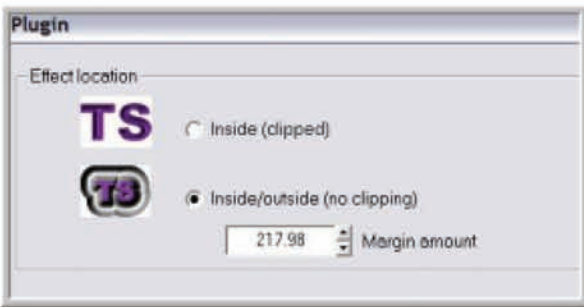 Plugin
Effect location
TS
Inside (clipped)
TS
Inside/outside (no clipping)
217.98 Margin amount